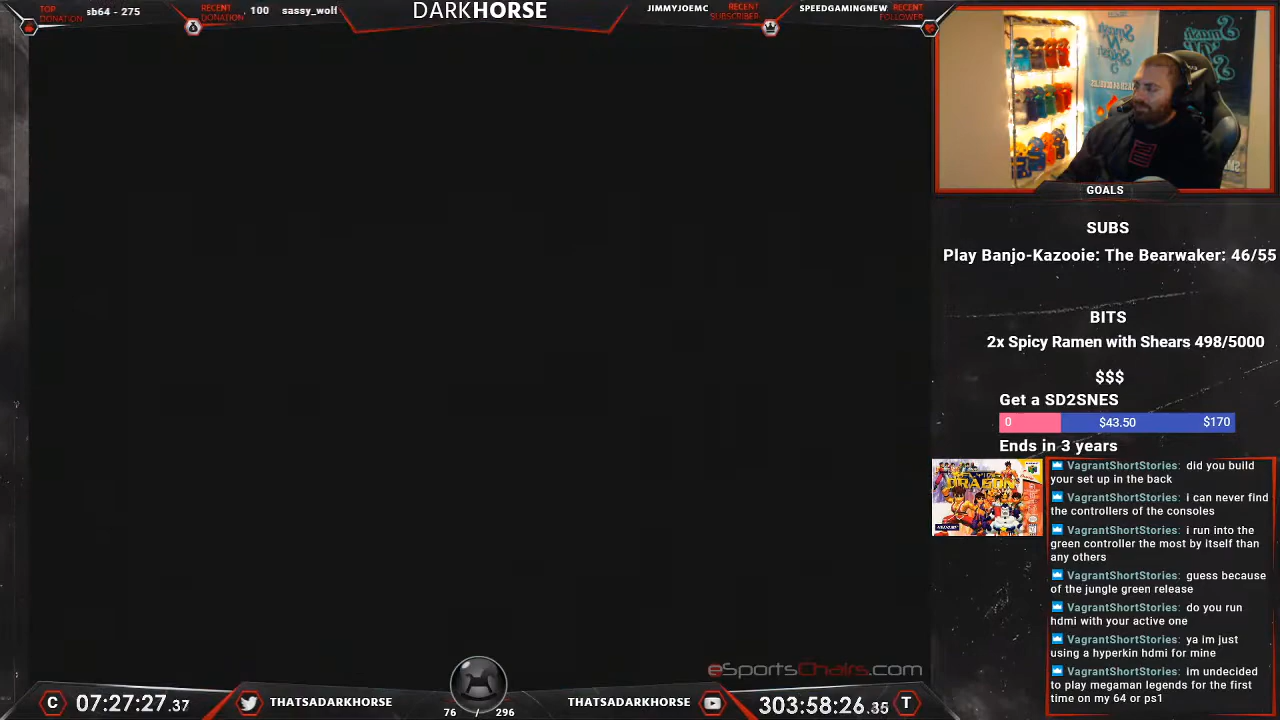 TOP DONATION
sb64 - 275
RECENT DONATION
100 sassy_wolf
DARKHORSE
JIMMYJOEMC
RECENT SUBSCRIBER
SPEEDGAMINGNEW
RECENT FOLLOWER
GOALS
SUBS
Play Banjo-Kazooie: The Bearwaker: 46/55
BITS
2x Spicy Ramen with Shears 498/5000
$$$
Get a SD2SNES
0 $43.50 $170
Ends in 3 years
DRAGON
VagrantShortStories: did you build
your set up in the back
VagrantShortStories: i can never find
the controllers of the consoles
VagrantShortStories: i run into the
green controller the most by itself than
any others
VagrantShortStories: guess because
of the jungle green release
VagrantShortStories: do you run
hdmi with your active one
VagrantShortStories: ya im just
using a hyperkin hdmi for mine
VagrantShortStories: im undecided
to play megaman legends for the first
time on my 64 or ps1
eSportsChairs.com
C 07:27:27.37
THATSADARKHORSE
76 / 296
THATSADARKHORSE
303:58:26.35 T